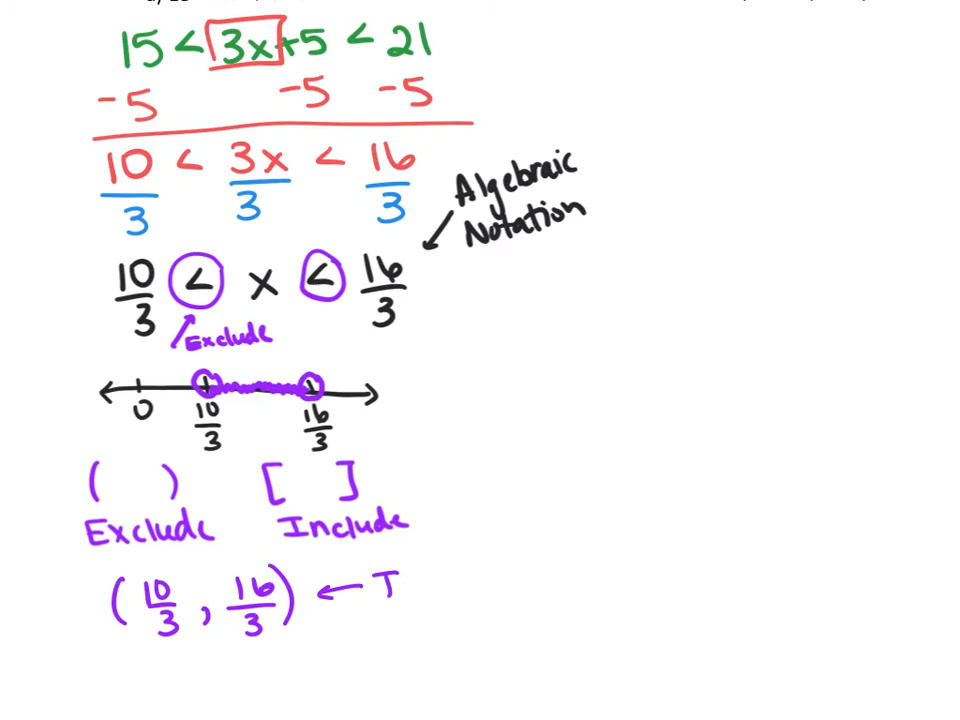 15 < 3x+5 < 21
-5 -5 -5
10 < 3x < 16
3 3 3
Algebraic
Notation
10/3 < x < 16/3
Exclude
0 10/3 16/3
( ) [ ]
Exclude Include
(10/3, 16/3) ← I